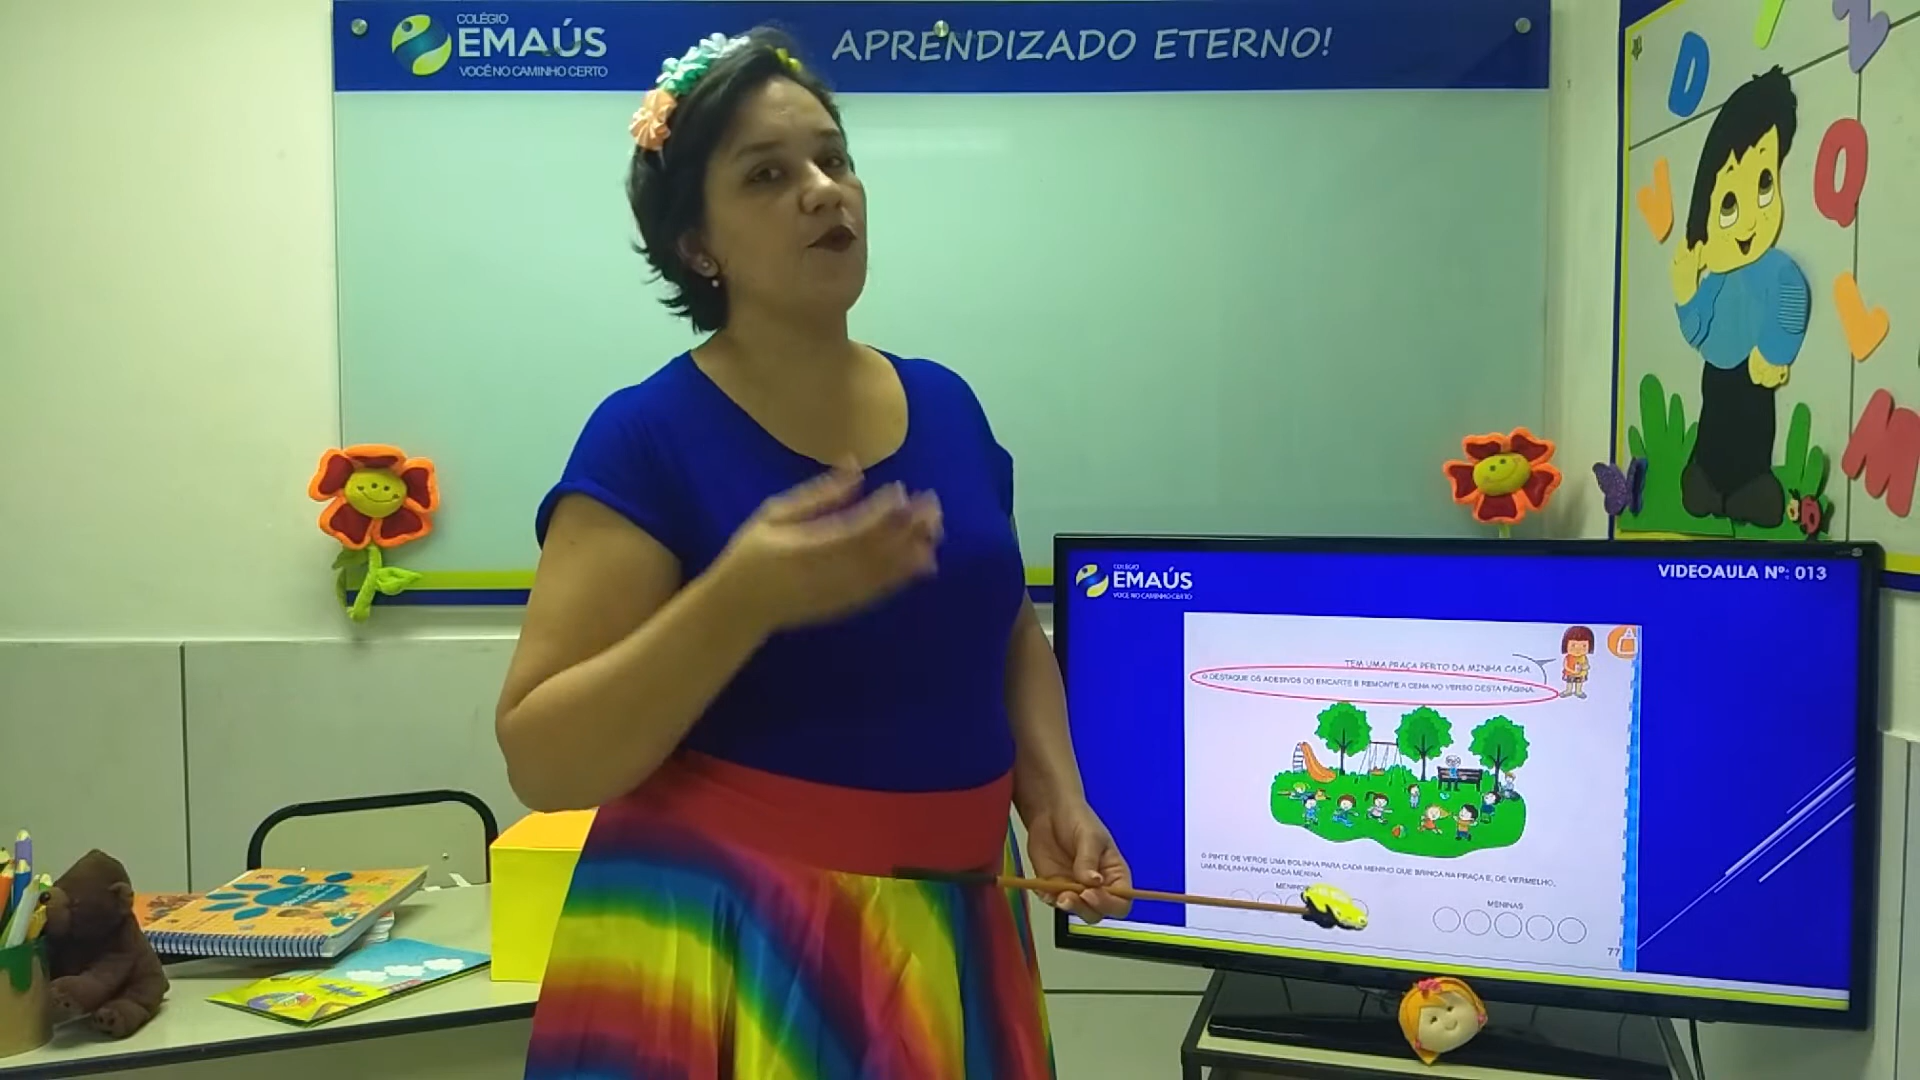 COLÉGIO
EMAÚS
VOCÊ NO CAMINHO CERTO
APRENDIZADO ETERNO!
D
Z
V
Q
L
M
COLÉGIO
EMAÚS
VOCÊ NO CAMINHO CERTO
VIDEOAULA Nº: 013
TEM UMA PRAÇA PERTO DA MINHA CASA.
DESTAQUE OS ADESIVOS DO ENCARTE E REMONTE A CENA NO VERSO DESTA PÁGINA.
PINTE DE VERDE UMA BOLINHA PARA CADA MENINO QUE BRINCA NA PRAÇA E, DE VERMELHO,
UMA BOLINHA PARA CADA MENINA.
MENINOS
MENINAS
77